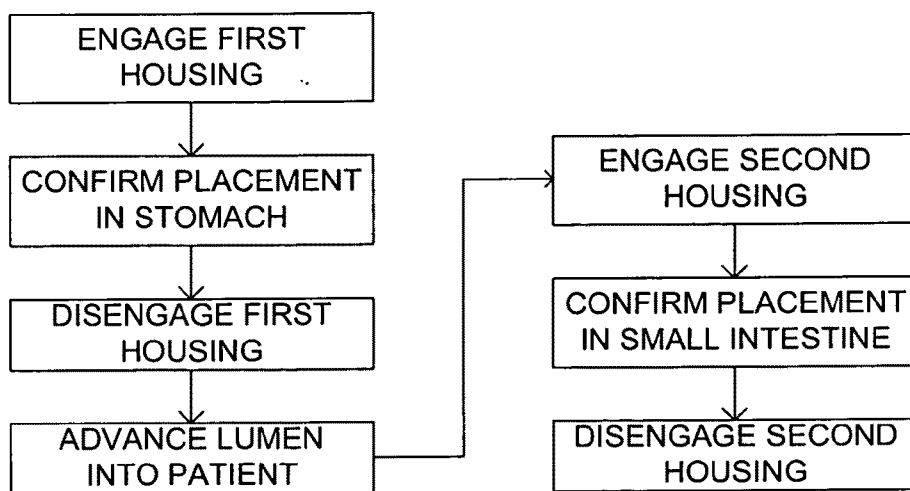 ENGAGE FIRST
HOUSING
CONFIRM PLACEMENT
IN STOMACH
DISENGAGE FIRST
HOUSING
ADVANCE LUMEN
INTO PATIENT
ENGAGE SECOND
HOUSING
CONFIRM PLACEMENT
IN SMALL INTESTINE
DISENGAGE SECOND
HOUSING